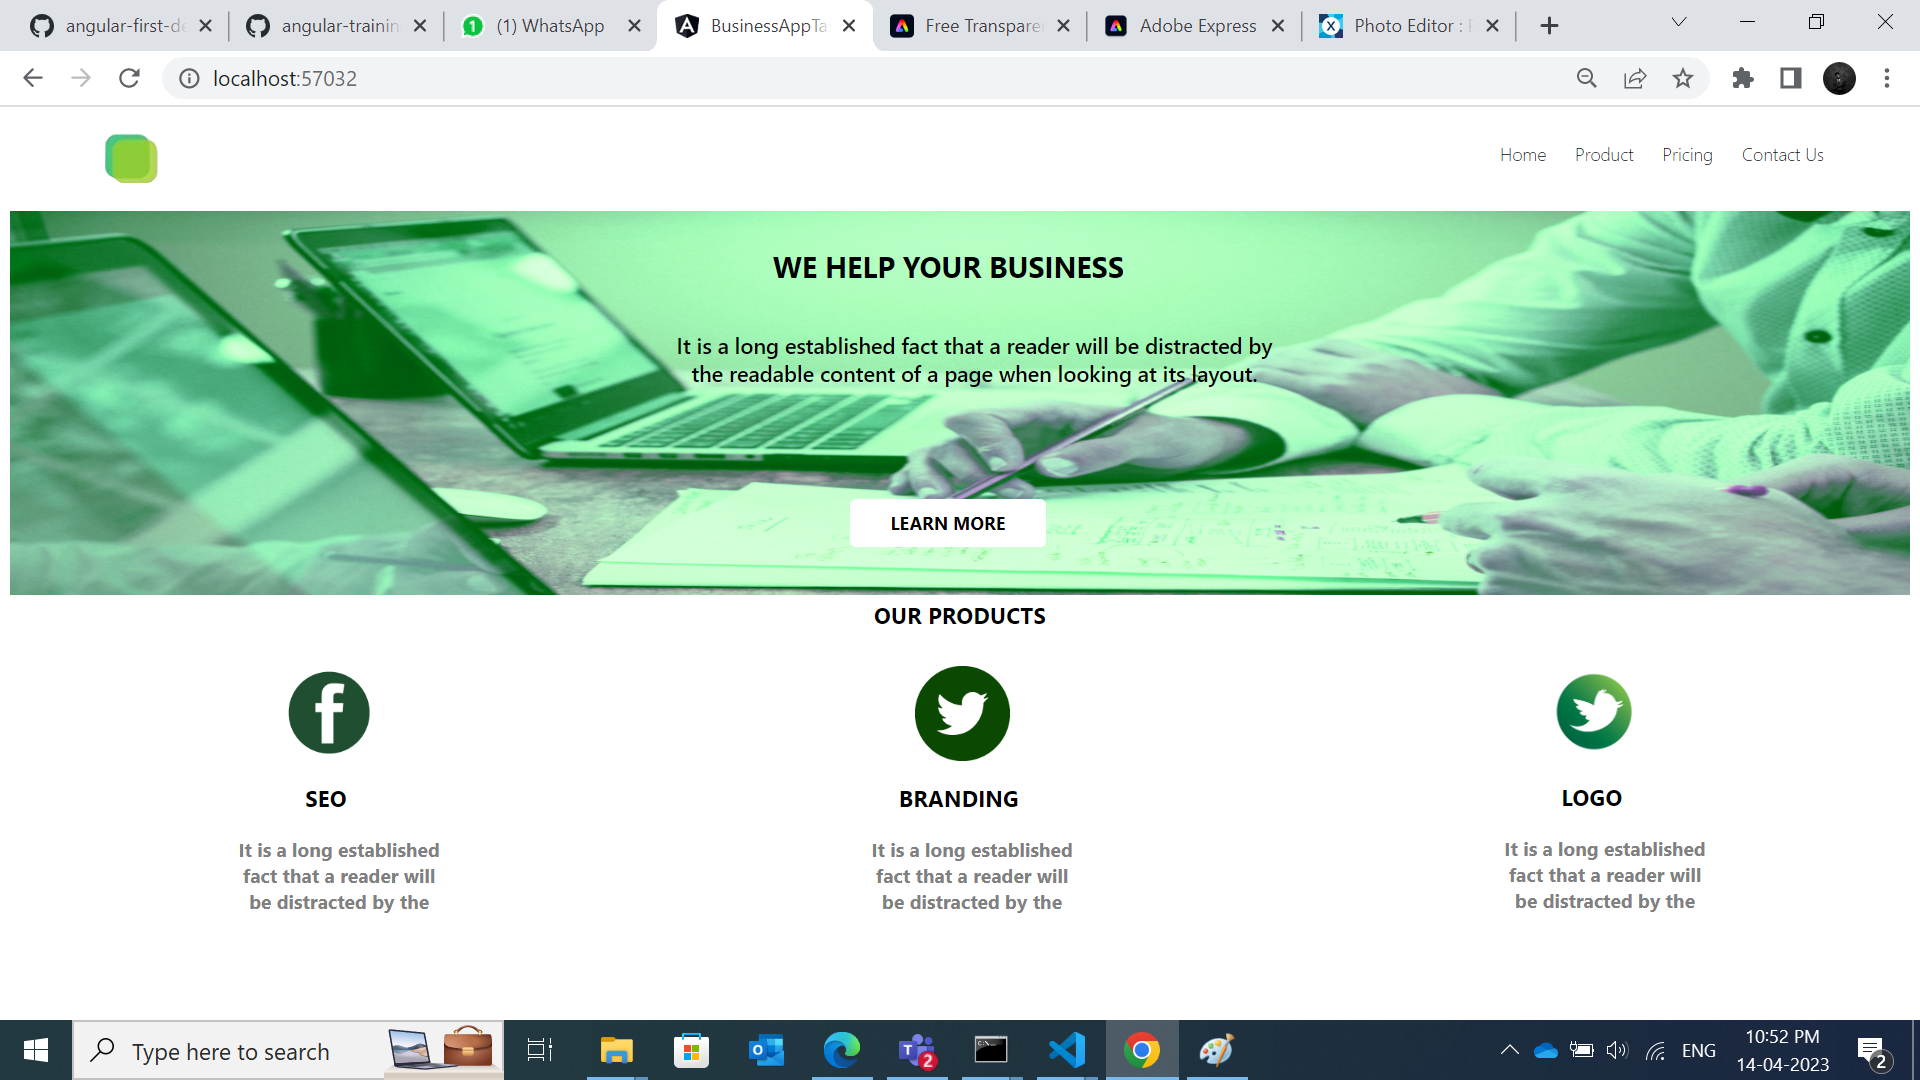 angular-first-de
angular-trainin
(1) WhatsApp
BusinessAppTa
Free Transparen
Adobe Express
Photo Editor :
localhost:57032
Home Product Pricing Contact Us
WE HELP YOUR BUSINESS
It is a long established fact that a reader will be distracted by
the readable content of a page when looking at its layout.
LEARN MORE
OUR PRODUCTS
SEO
It is a long established
fact that a reader will
be distracted by the
BRANDING
It is a long established
fact that a reader will
be distracted by the
LOGO
It is a long established
fact that a reader will
be distracted by the
Type here to search
2
ENG
10:52 PM
14-04-2023
2